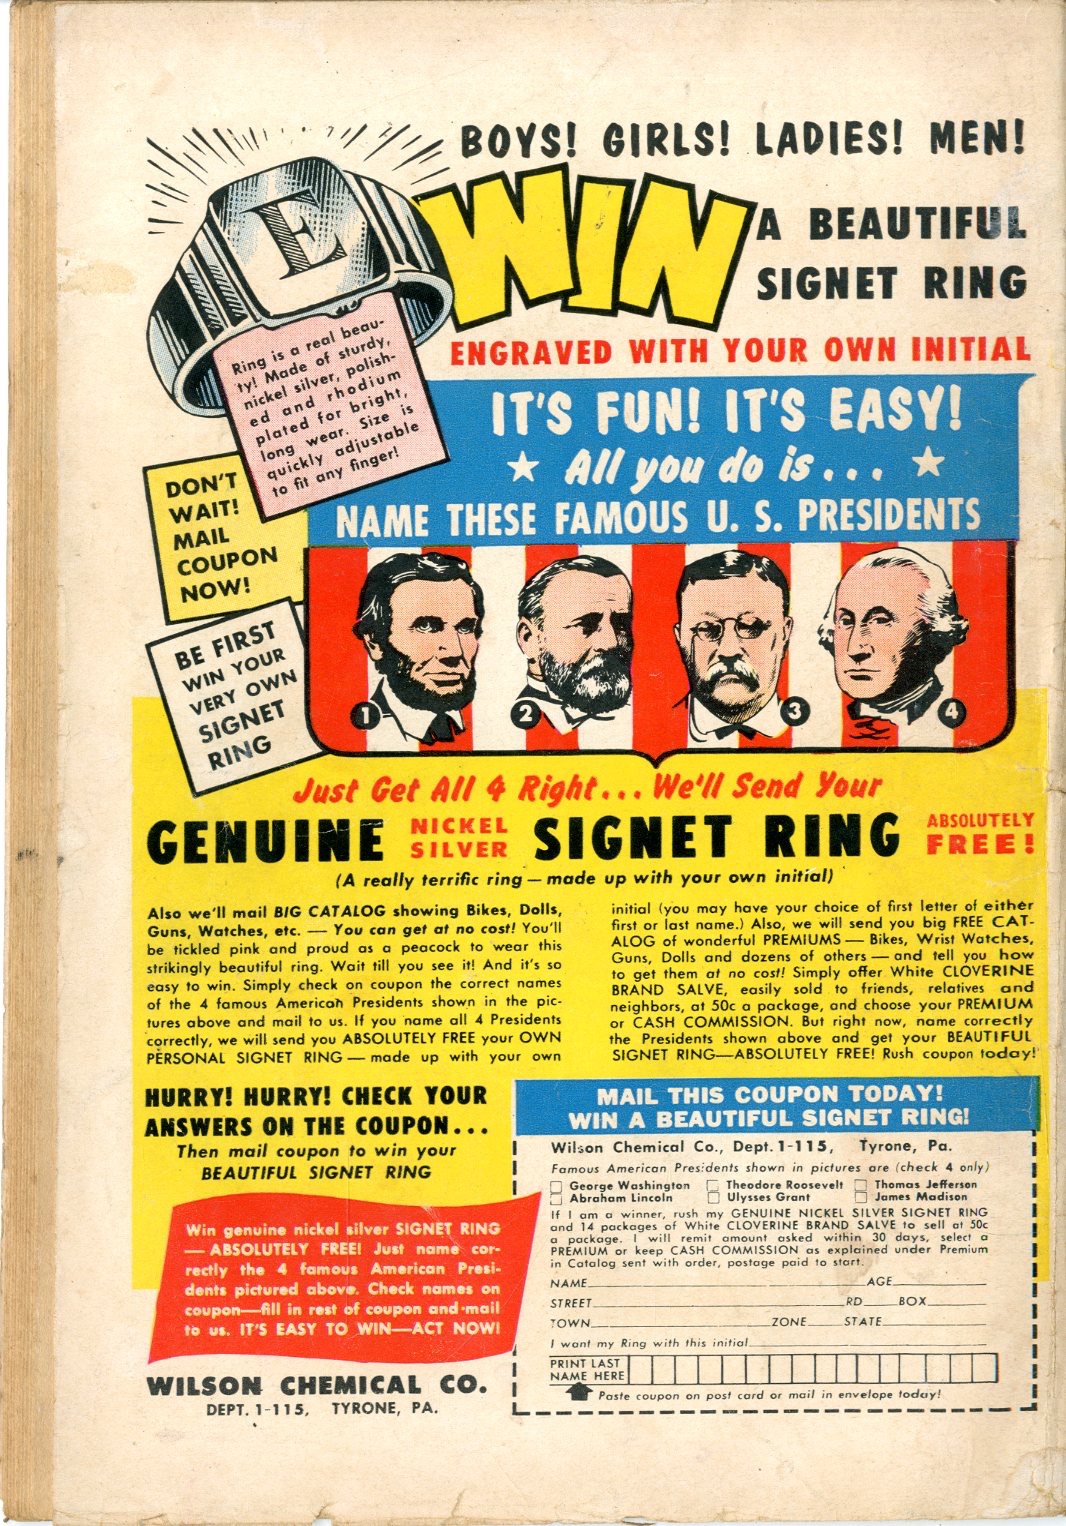 BOYS! GIRLS! LADIES! MEN!
WIN
A BEAUTIFUL
SIGNET RING
ENGRAVED WITH YOUR OWN INITIAL
E
Ring is a real beau-
ty! Made of sturdy,
nickel silver, polish-
ed and rhodium
plated for bright,
long wear. Size is
quickly adjustable
to fit any finger!
IT'S FUN! IT'S EASY!
All you do is...
NAME THESE FAMOUS U. S. PRESIDENTS
DON'T
WAIT!
MAIL
COUPON
NOW!
BE FIRST
WIN YOUR
VERY OWN
SIGNET
RING
1
2
3
4
Just Get All 4 Right... We'll Send Your
GENUINE NICKEL SILVER SIGNET RING ABSOLUTELY FREE!
(A really terrific ring — made up with your own initial)
Also we'll mail BIG CATALOG showing Bikes, Dolls,
Guns, Watches, etc. — You can get at no cost! You'll
be tickled pink and proud as a peacock to wear this
strikingly beautiful ring. Wait till you see it! And it's so
easy to win. Simply check on coupon the correct names
of the 4 famous American Presidents shown in the pic-
tures above and mail to us. If you name all 4 Presidents
correctly, we will send you ABSOLUTELY FREE your OWN
PERSONAL SIGNET RING — made up with your own
initial (you may have your choice of first letter of either
first or last name.) Also, we will send you big FREE CAT-
ALOG of wonderful PREMIUMS — Bikes, Wrist Watches,
Guns, Dolls and dozens of others — and tell you how
to get them at no cost! Simply offer White CLOVERINE
BRAND SALVE, easily sold to friends, relatives and
neighbors, at 50c a package, and choose your PREMIUM
or CASH COMMISSION. But right now, name correctly
the Presidents shown above and get your BEAUTIFUL
SIGNET RING—ABSOLUTELY FREE! Rush coupon today!
HURRY! HURRY! CHECK YOUR
ANSWERS ON THE COUPON...
Then mail coupon to win your
BEAUTIFUL SIGNET RING
Win genuine nickel silver SIGNET RING
— ABSOLUTELY FREE! Just name cor-
rectly the 4 famous American Presi-
dents pictured above. Check names on
coupon—fill in rest of coupon and mail
to us. IT'S EASY TO WIN—ACT NOW!
WILSON CHEMICAL CO.
DEPT. 1-115, TYRONE, PA.
MAIL THIS COUPON TODAY!
WIN A BEAUTIFUL SIGNET RING!
Wilson Chemical Co., Dept. 1-115, Tyrone, Pa.
Famous American Presidents shown in pictures are (check 4 only)
George Washington Theodore Roosevelt Thomas Jefferson
Abraham Lincoln Ulysses Grant James Madison
If I am a winner, rush my GENUINE NICKEL SILVER SIGNET RING
and 14 packages of White CLOVERINE BRAND SALVE to sell at 50c
a package. I will remit amount asked within 30 days, select a
PREMIUM or keep CASH COMMISSION as explained under Premium
in Catalog sent with order, postage paid to start.
NAME AGE
STREET RD BOX
TOWN ZONE STATE
I want my Ring with this initial
PRINT LAST
NAME HERE
Paste coupon on post card or mail in envelope today!